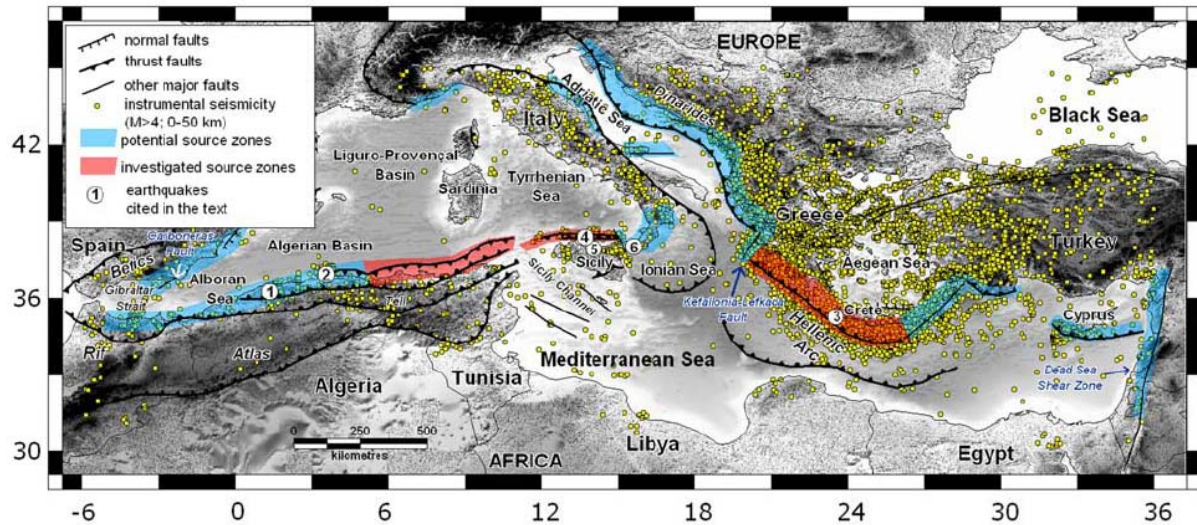 normal faults
thrust faults
other major faults
instrumental seismicity
(M>4; 0-50 km)
potential source zones
investigated source zones
1 earthquakes
cited in the text
EUROPE
Black Sea
Adriatic Sea
Dinarides
Italy
42
Liguro-Provençal
Basin
Sardinia
Tyrrhenian
Sea
Greece
Turkey
Spain
Betics
Carboneras
Fault
Algerian Basin
4
5
6
Sicily
Ionian Sea
Aegean Sea
Alboran
Sea
Gibraltar
Strait
1
2
36
Sicily Channel
Kefallonia-Lefkada
Fault
3
Crete
Cyprus
Tell
Rif
Atlas
Hellenic
Arc
Mediterranean Sea
Dead Sea
Shear Zone
Algeria
Tunisia
0 250 500
kilometres
Libya
Egypt
30
AFRICA
-6 0 6 12 18 24 30 36